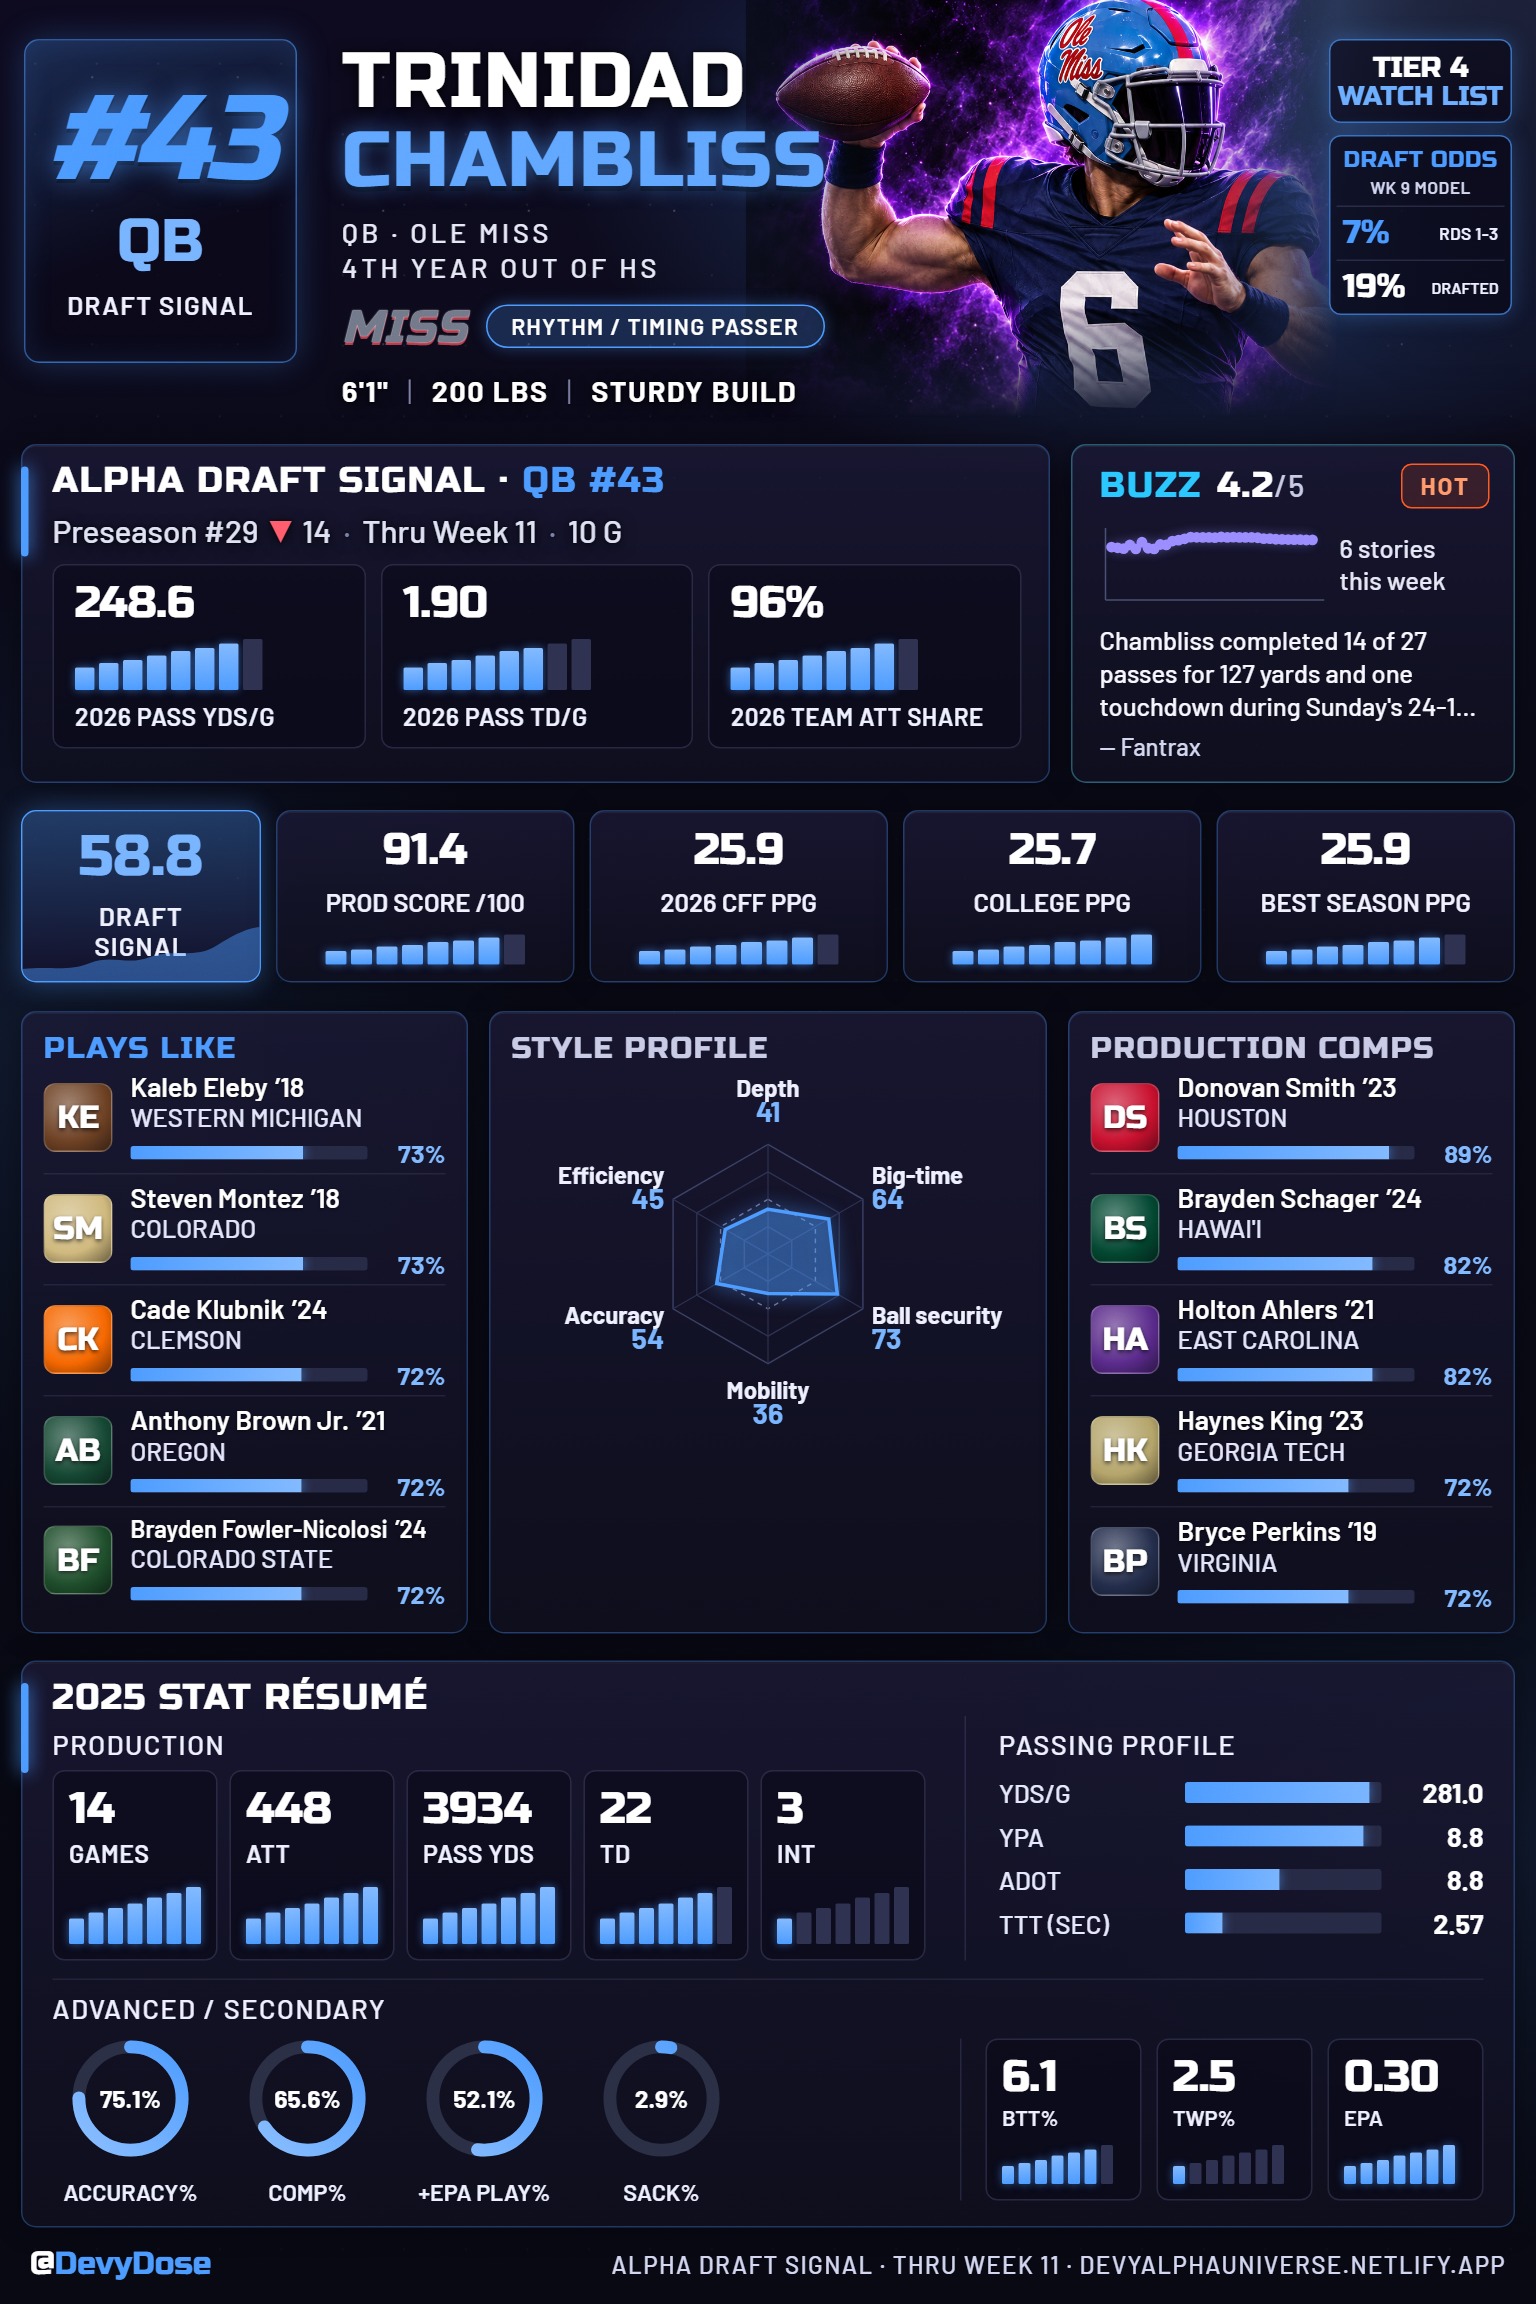 #43
QB
DRAFT SIGNAL
TRINIDAD
CHAMBLISS
QB · OLE MISS
4TH YEAR OUT OF HS
MISS
RHYTHM / TIMING PASSER
6'1" | 200 LBS | STURDY BUILD
Ole
Miss
6
TIER 4
WATCH LIST
DRAFT ODDS
WK 9 MODEL
7% RDS 1-3
19% DRAFTED
ALPHA DRAFT SIGNAL · QB #43
Preseason #29 ▼ 14 · Thru Week 11 · 10 G
248.6
2026 PASS YDS/G
1.90
2026 PASS TD/G
96%
2026 TEAM ATT SHARE
BUZZ 4.2/5
HOT
6 stories
this week
Chambliss completed 14 of 27
passes for 127 yards and one
touchdown during Sunday's 24-1...
— Fantrax
58.8
DRAFT
SIGNAL
91.4
PROD SCORE /100
25.9
2026 CFF PPG
25.7
COLLEGE PPG
25.9
BEST SEASON PPG
PLAYS LIKE
KE
Kaleb Eleby '18
WESTERN MICHIGAN
73%
SM
Steven Montez '18
COLORADO
73%
CK
Cade Klubnik '24
CLEMSON
72%
AB
Anthony Brown Jr. '21
OREGON
72%
BF
Brayden Fowler-Nicolosi '24
COLORADO STATE
72%
STYLE PROFILE
Depth
41
Efficiency
45
Big-time
64
Accuracy
54
Ball security
73
Mobility
36
PRODUCTION COMPS
DS
Donovan Smith '23
HOUSTON
89%
BS
Brayden Schager '24
HAWAI'I
82%
HA
Holton Ahlers '21
EAST CAROLINA
82%
HK
Haynes King '23
GEORGIA TECH
72%
BP
Bryce Perkins '19
VIRGINIA
72%
2025 STAT RÉSUMÉ
PRODUCTION
14
GAMES
448
ATT
3934
PASS YDS
22
TD
3
INT
PASSING PROFILE
YDS/G 281.0
YPA 8.8
ADOT 8.8
TTT (SEC) 2.57
ADVANCED / SECONDARY
75.1%
ACCURACY%
65.6%
COMP%
52.1%
+EPA PLAY%
2.9%
SACK%
6.1
BTT%
2.5
TWP%
0.30
EPA
@DevyDose
ALPHA DRAFT SIGNAL · THRU WEEK 11 · DEVYALPHAUNIVERSE.NETLIFY.APP